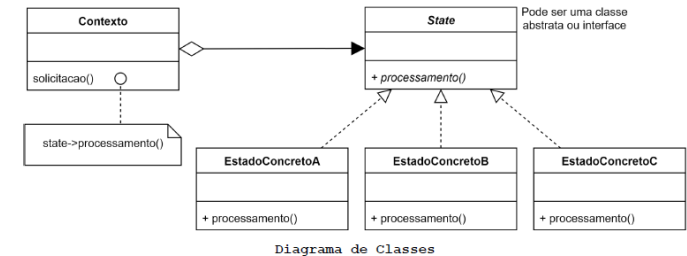 Contexto
solicitacao()
state->processamento()
State
+ processamento()
Pode ser uma classe
abstrata ou interface
EstadoConcretoA
+ processamento()
EstadoConcretoB
+ processamento()
EstadoConcretoC
+ processamento()
Diagrama de Classes